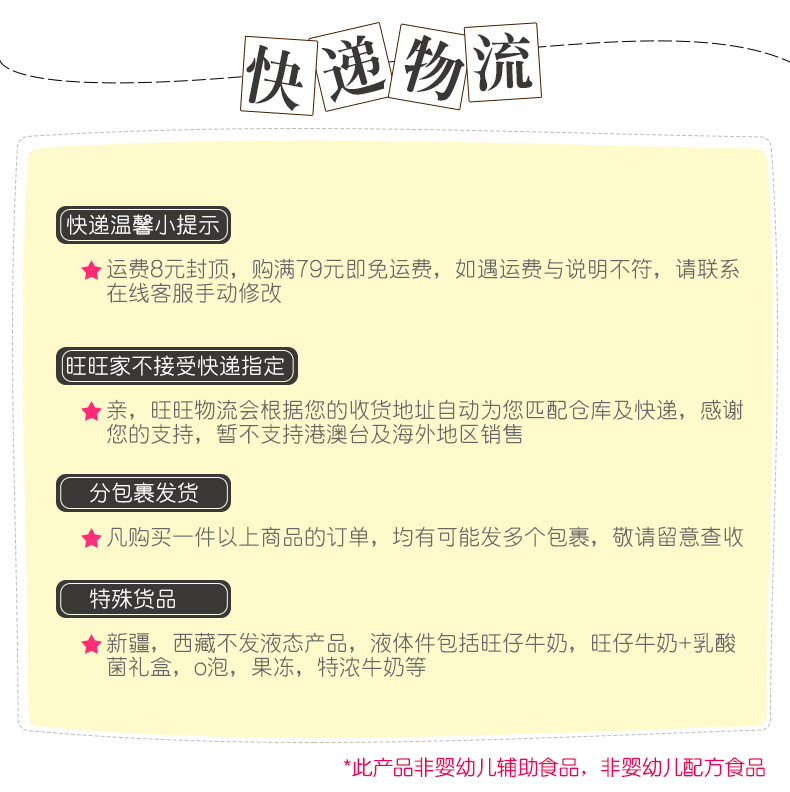 快递物流
快递温馨小提示
★运费8元封顶，购满79元即免运费，如遇运费与说明不符，请联系
在线客服手动修改
旺旺家不接受快递指定
★亲，旺旺物流会根据您的收货地址自动为您匹配仓库及快递，感谢
您的支持，暂不支持港澳台及海外地区销售
分包裹发货
★凡购买一件以上商品的订单，均有可能发多个包裹，敬请留意查收
特殊货品
★新疆，西藏不发液态产品，液体件包括旺仔牛奶，旺仔牛奶+乳酸
菌礼盒，o泡，果冻，特浓牛奶等
*此产品非婴幼儿辅助食品，非婴幼儿配方食品